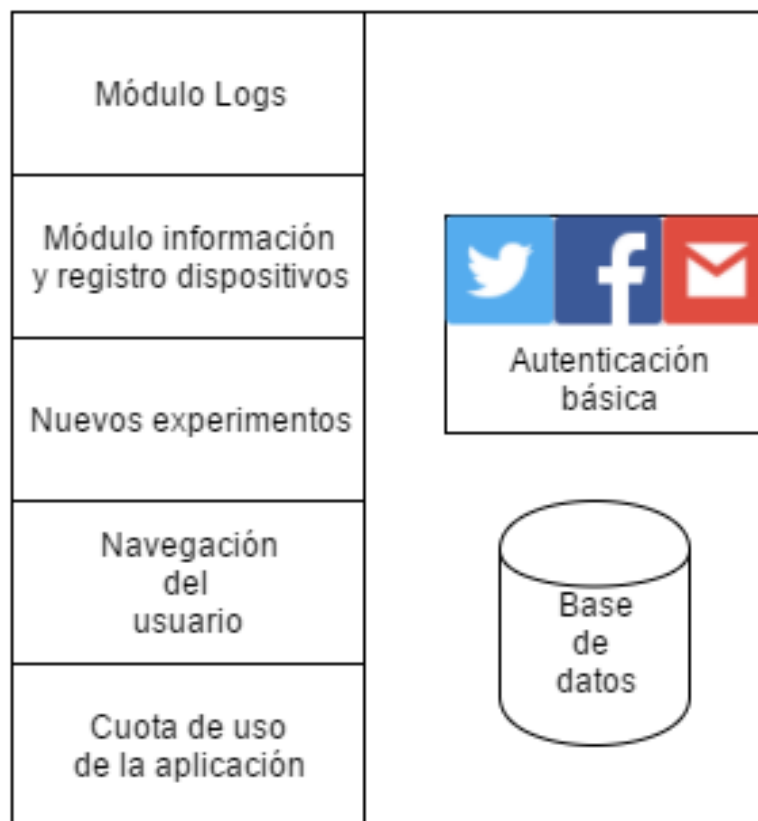 Módulo Logs
Módulo información
y registro dispositivos
Nuevos experimentos
Navegación
del
usuario
Cuota de uso
de la aplicación
Autenticación
básica
Base
de
datos